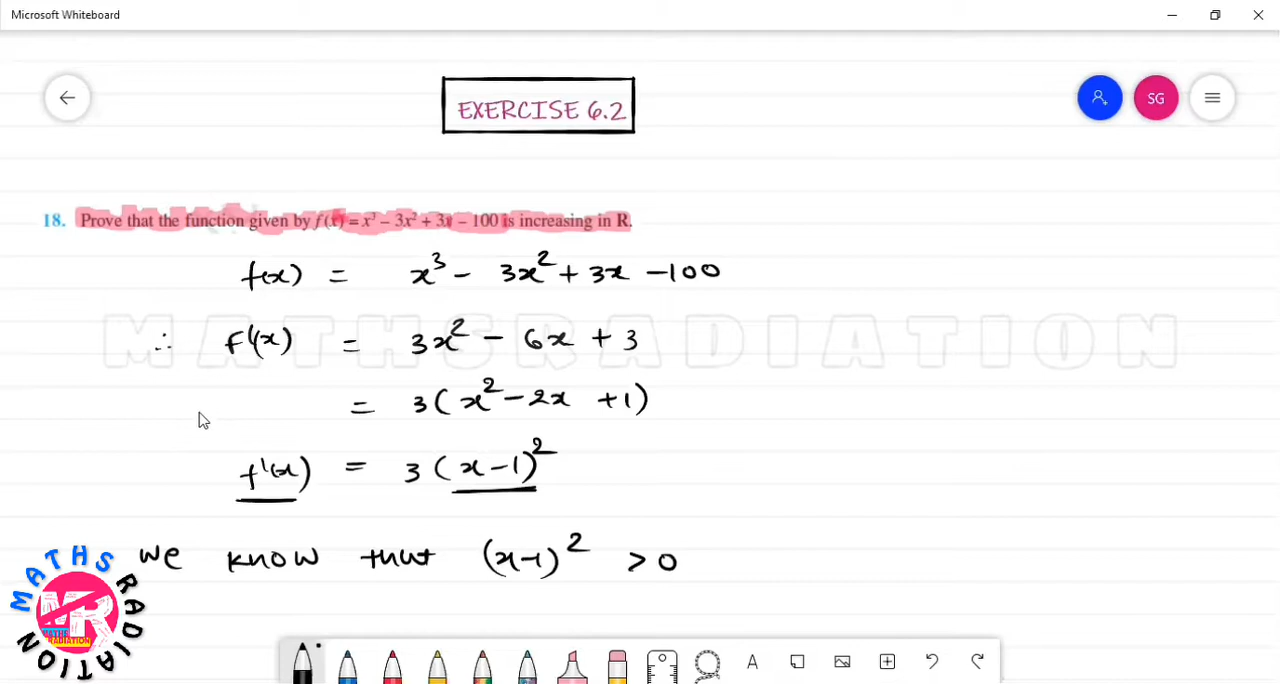 Microsoft Whiteboard
EXERCISE 6.2
SG
18. Prove that the function given by f(x) = x³ – 3x² + 3x – 100 is increasing in R.
f(x) = x³ - 3x² + 3x - 100
MATHSRADIATION
∴ f'(x) = 3x² - 6x + 3
= 3(x² - 2x + 1)
f'(x) = 3(x-1)²
we know that (x-1)² > 0
MATHS RADIATION
MR
MATHS
RADIATION
A